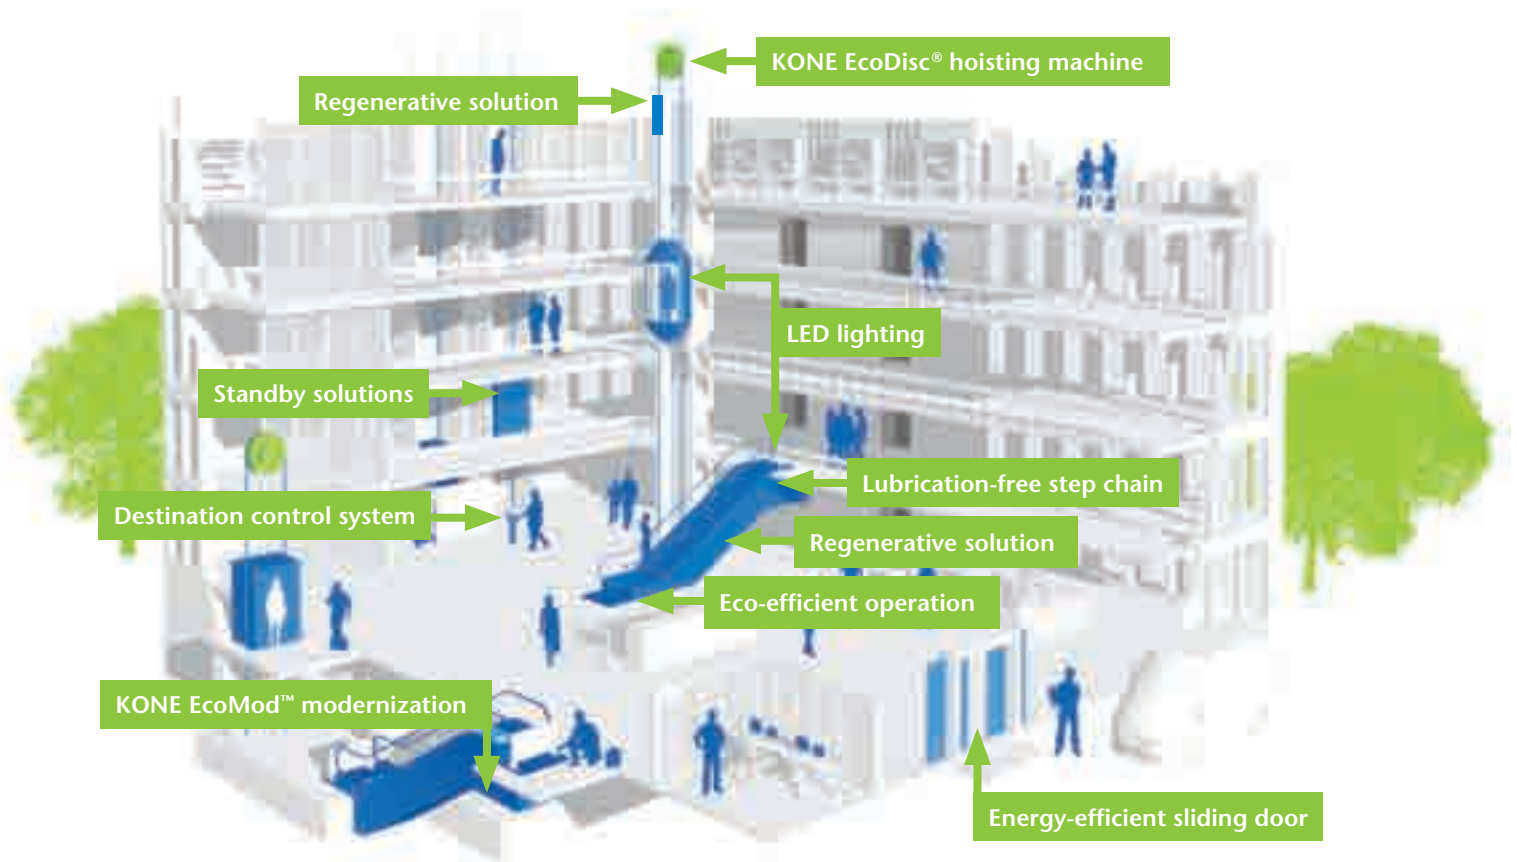 KONE EcoDisc® hoisting machine
Regenerative solution
LED lighting
Standby solutions
Lubrication-free step chain
Destination control system
Regenerative solution
Eco-efficient operation
KONE EcoMod™ modernization
Energy-efficient sliding door